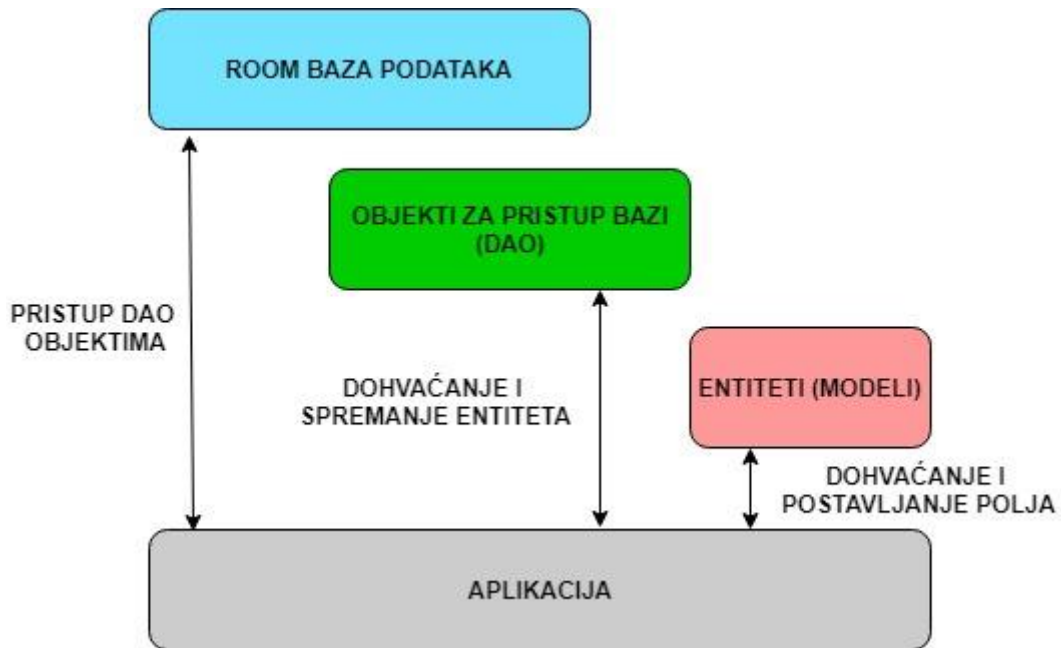 ROOM BAZA PODATAKA
OBJEKTI ZA PRISTUP BAZI
(DAO)
PRISTUP DAO
OBJEKTIMA
DOHVAĆANJE I
SPREMANJE ENTITETA
ENTITETI (MODELI)
DOHVAĆANJE I
POSTAVLJANJE POLJA
APLIKACIJA